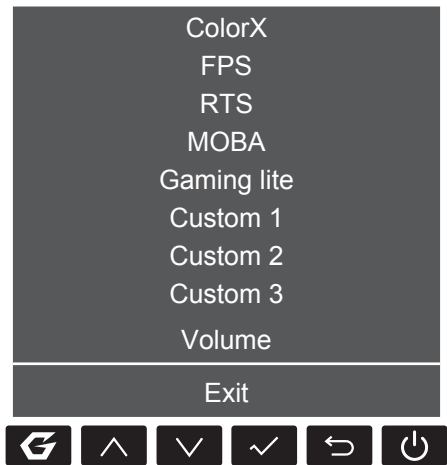 ColorX
FPS
RTS
MOBA
Gaming lite
Custom 1
Custom 2
Custom 3
Volume
Exit